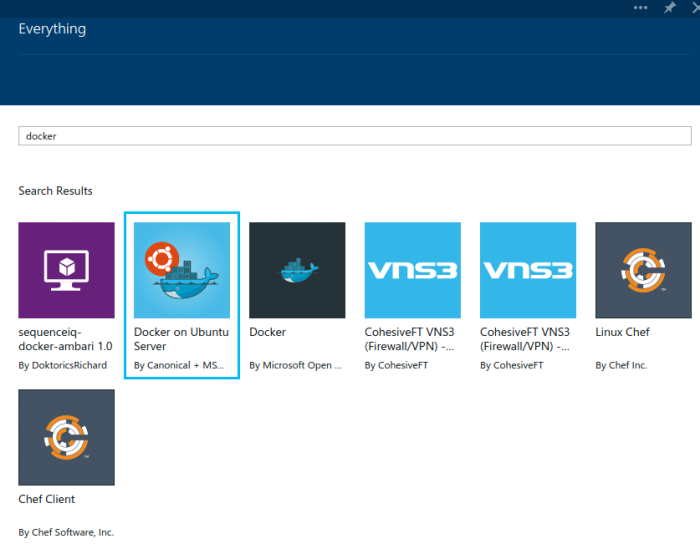 Everything
docker
Search Results
VNS3
VNS3
sequenceiq-
docker-ambari 1.0
By DoktoricsRichard
Docker on Ubuntu
Server
By Canonical + MS...
Docker
By Microsoft Open ...
CohesiveFT VNS3
(Firewall/VPN) -...
By CohesiveFT
CohesiveFT VNS3
(Firewall/VPN) -...
By CohesiveFT
Linux Chef
By Chef Inc.
Chef Client
By Chef Software, Inc.